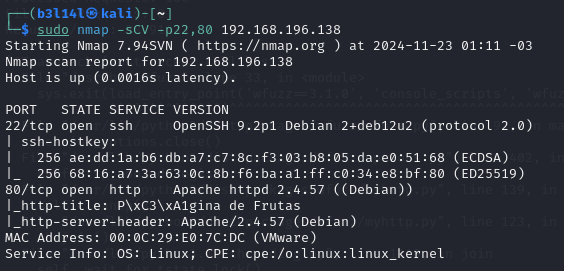 ┌──(b3l14l㉿kali)-[~]
└─$ sudo nmap -sCV -p22,80 192.168.196.138
Starting Nmap 7.94SVN ( https://nmap.org ) at 2024-11-23 01:11 -03
Nmap scan report for 192.168.196.138
Host is up (0.0016s latency).

PORT   STATE SERVICE VERSION
22/tcp open  ssh     OpenSSH 9.2p1 Debian 2+deb12u2 (protocol 2.0)
| ssh-hostkey:
|   256 ae:dd:1a:b6:db:a7:c7:8c:f3:03:b8:05:da:e0:51:68 (ECDSA)
|_  256 68:16:a7:3a:63:0c:8b:f6:ba:a1:ff:c0:34:e8:bf:80 (ED25519)
80/tcp open  http    Apache httpd 2.4.57 ((Debian))
|_http-title: P\xC3\xA1gina de Frutas
|_http-server-header: Apache/2.4.57 (Debian)
MAC Address: 00:0C:29:E0:7C:DC (VMware)
Service Info: OS: Linux; CPE: cpe:/o:linux:linux_kernel